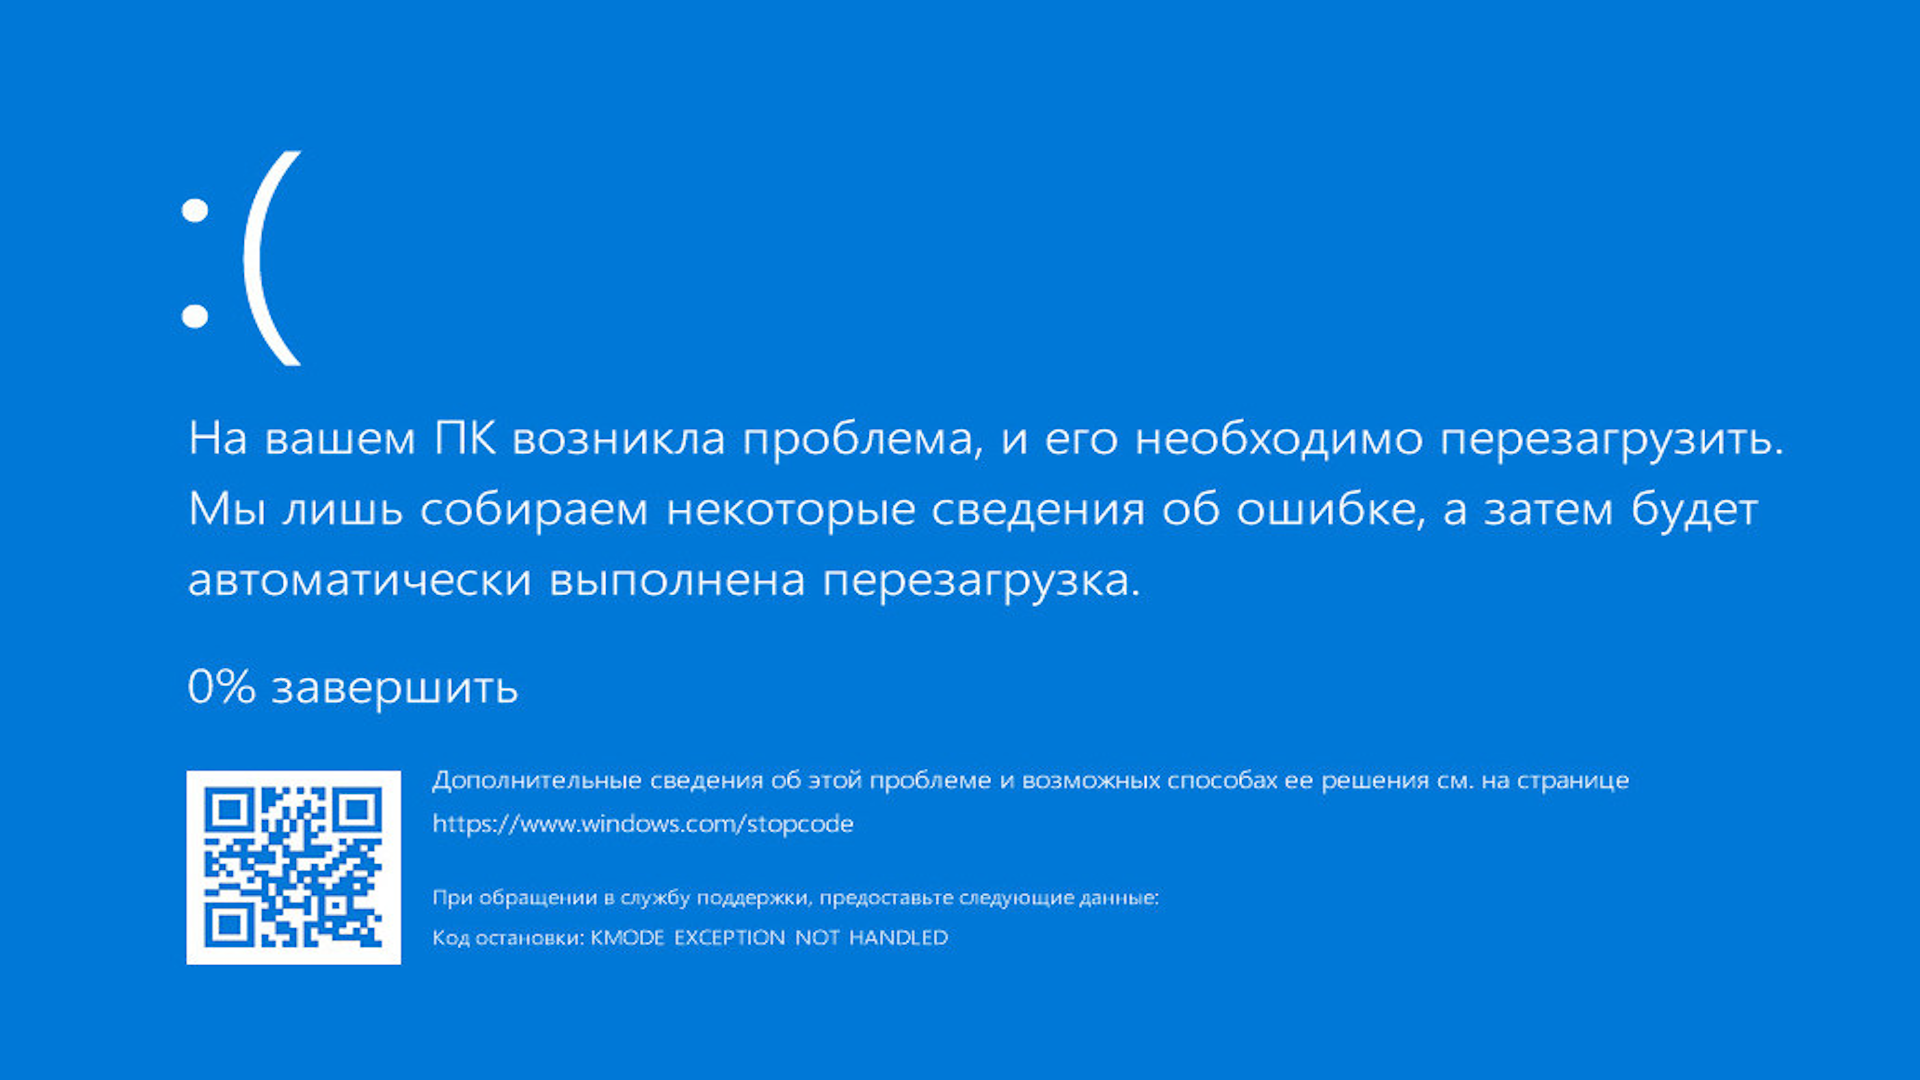 :(
На вашем ПК возникла проблема, и его необходимо перезагрузить.
Мы лишь собираем некоторые сведения об ошибке, а затем будет
автоматически выполнена перезагрузка.
0% завершить
Дополнительные сведения об этой проблеме и возможных способах ее решения см. на странице
https://www.windows.com/stopcode
При обращении в службу поддержки, предоставьте следующие данные:
Код остановки: KMODE EXCEPTION NOT HANDLED